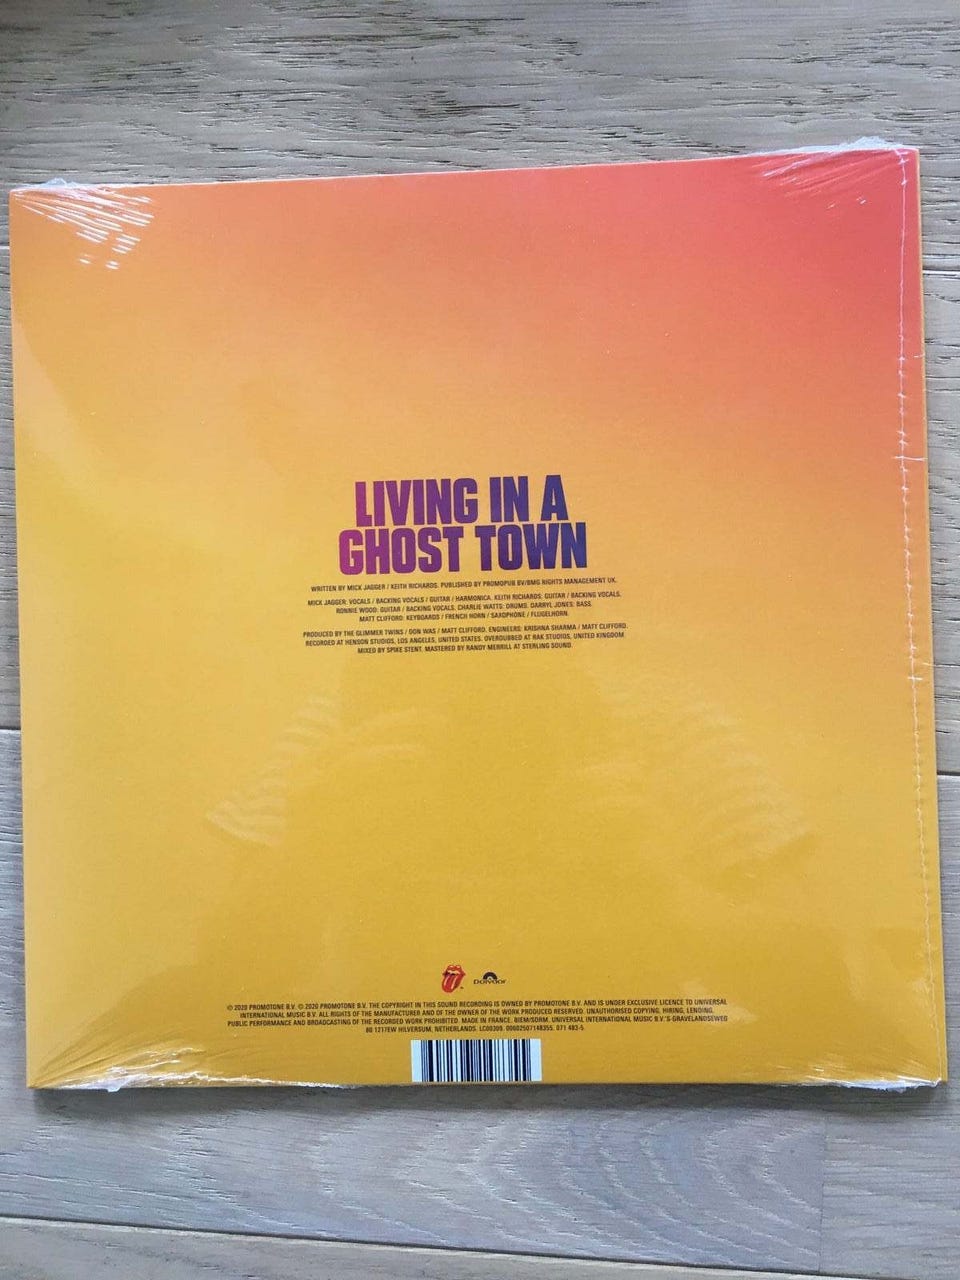 LIVING IN A
GHOST TOWN
WRITTEN BY MICK JAGGER / KEITH RICHARDS. PUBLISHED BY PROMOPUB BV/BMG RIGHTS MANAGEMENT UK.
MICK JAGGER: VOCALS / BACKING VOCALS / GUITAR / HARMONICA. KEITH RICHARDS: GUITAR / BACKING VOCALS.
RONNIE WOOD: GUITAR / BACKING VOCALS. CHARLIE WATTS: DRUMS. DARRYL JONES: BASS.
MATT CLIFFORD: KEYBOARDS / FRENCH HORN / SAXOPHONE / FLUGELHORN.
PRODUCED BY THE GLIMMER TWINS / DON WAS / MATT CLIFFORD. ENGINEERS: KRISHNA SHARMA / MATT CLIFFORD.
RECORDED AT HENSON STUDIOS, LOS ANGELES, UNITED STATES. OVERDUBBED AT RAK STUDIOS, UNITED KINGDOM.
MIXED BY SPIKE STENT. MASTERED BY RANDY MERRILL AT STERLING SOUND.
Polydor
℗ 2020 PROMOTONE B.V. © 2020 PROMOTONE B.V. THE COPYRIGHT IN THIS SOUND RECORDING IS OWNED BY PROMOTONE B.V. AND IS UNDER EXCLUSIVE LICENCE TO UNIVERSAL
INTERNATIONAL MUSIC B.V. ALL RIGHTS OF THE MANUFACTURER AND OF THE OWNER OF THE WORK PRODUCED RESERVED. UNAUTHORISED COPYING, HIRING, LENDING,
PUBLIC PERFORMANCE AND BROADCASTING OF THE RECORDED WORK PROHIBITED. MADE IN FRANCE. BIEM/SDRM. UNIVERSAL INTERNATIONAL MUSIC B.V.'S-GRAVELANDSEWEG
80 1217EW HILVERSUM, NETHERLANDS. LC00309. 00602507148355. 071 483-5